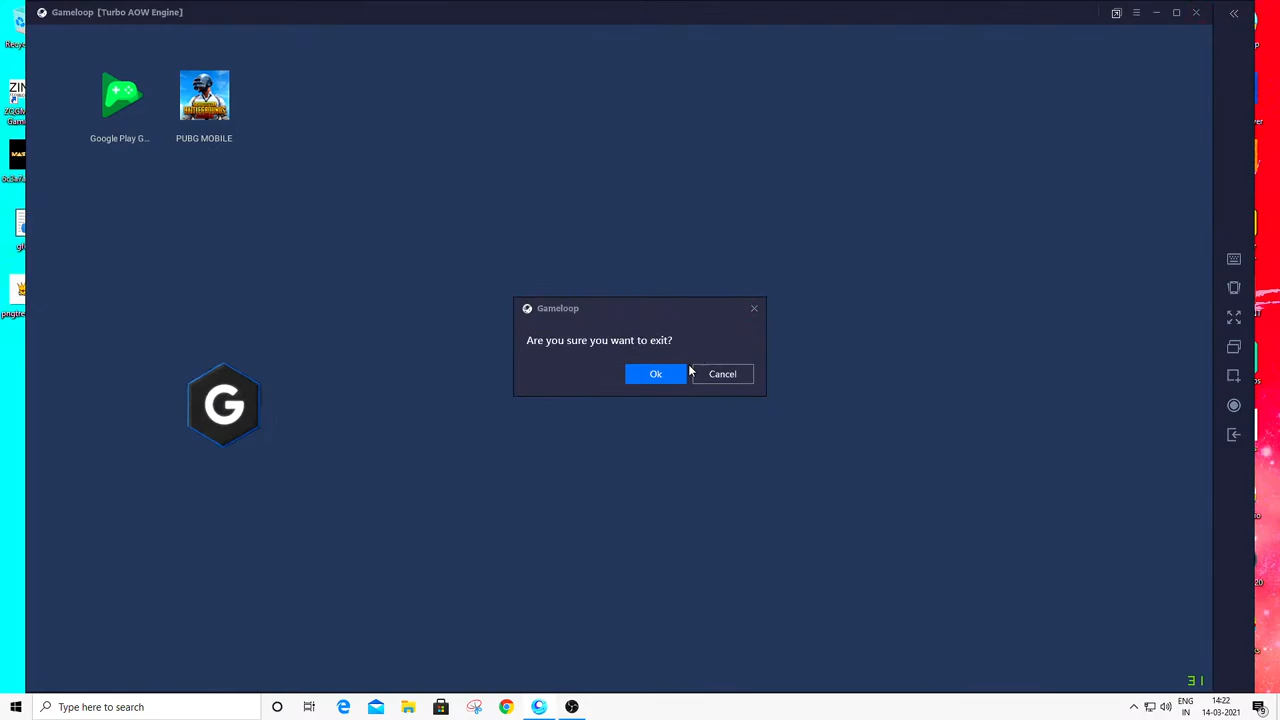 Gameloop [Turbo AOW Engine]
Google Play G...
PUBG MOBILE
Gameloop
Are you sure you want to exit?
Ok
Cancel
G
31
Type here to search
ENG
IN
14:22
14-03-2021